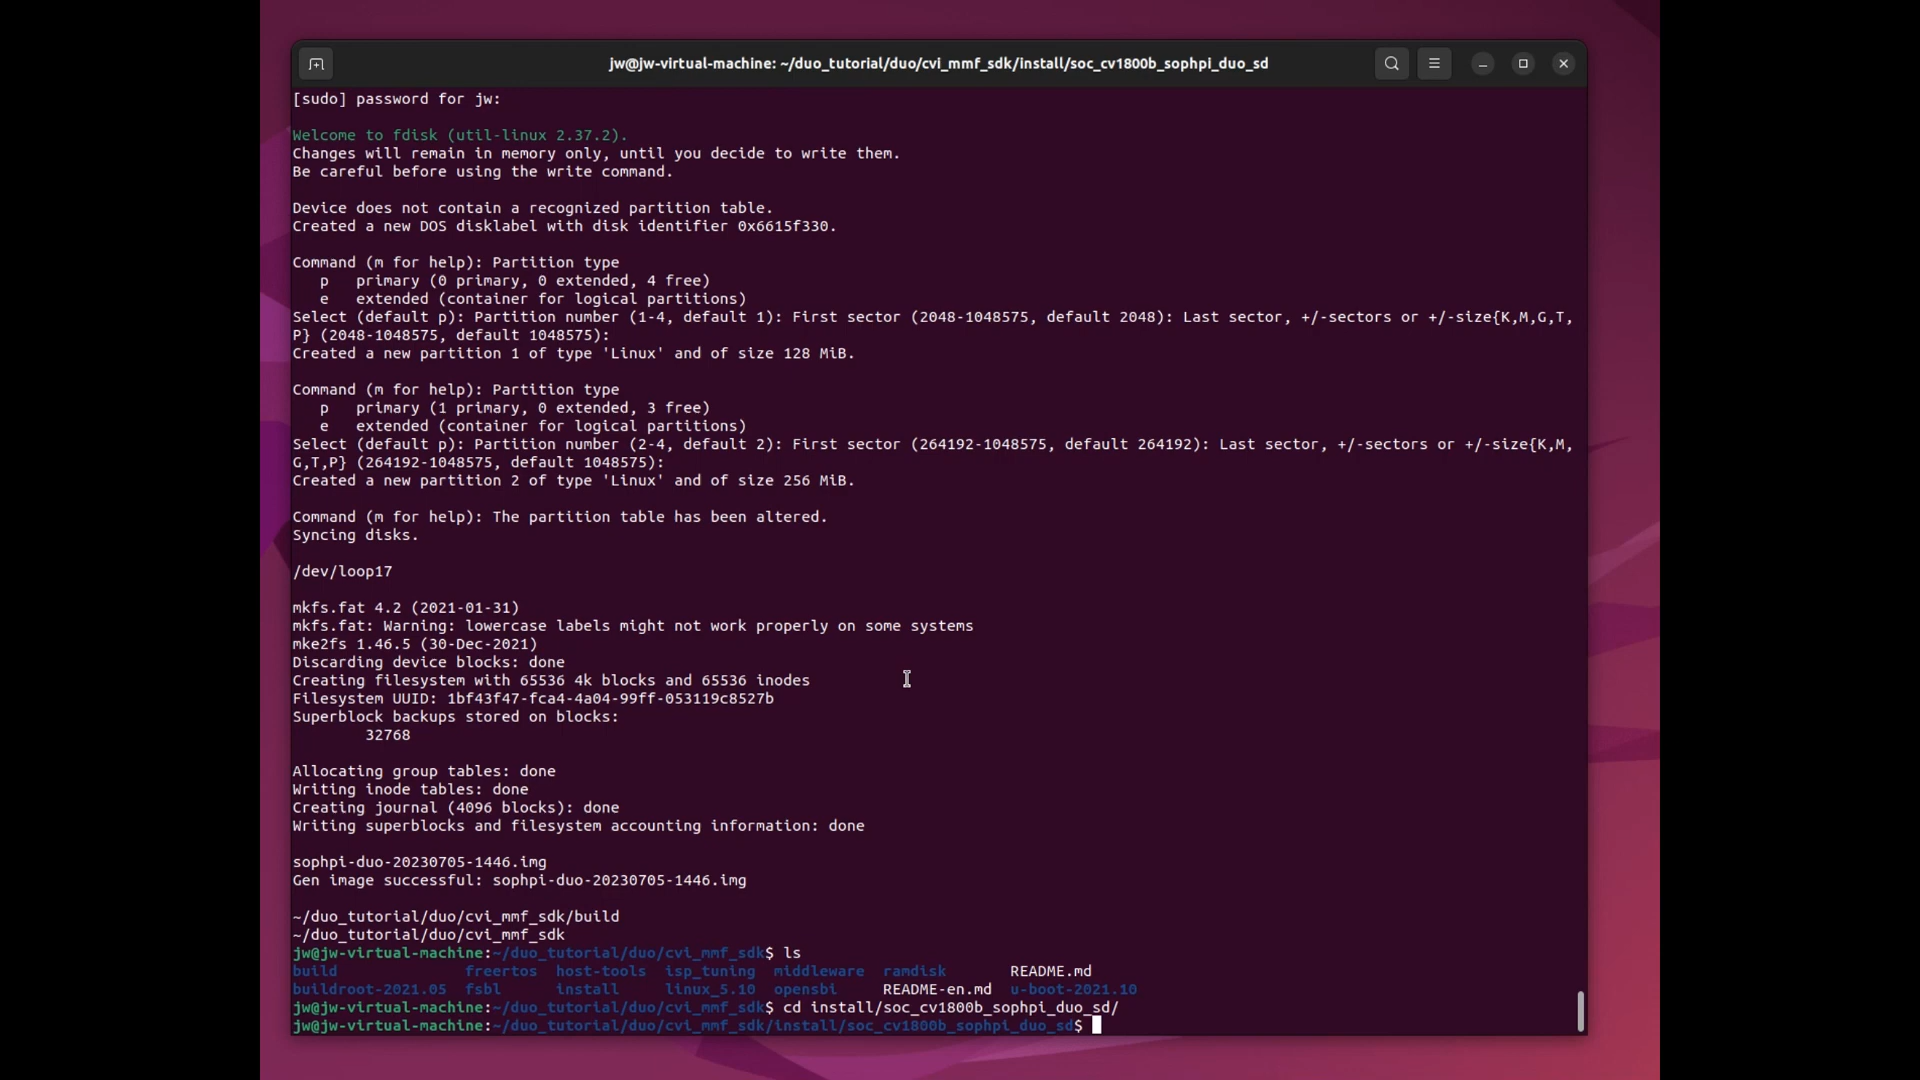 jw@jw-virtual-machine: ~/duo_tutorial/duo/cvi_mmf_sdk/install/soc_cv1800b_sophpi_duo_sd
[sudo] password for jw:
Welcome to fdisk (util-linux 2.37.2).
Changes will remain in memory only, until you decide to write them.
Be careful before using the write command.
Device does not contain a recognized partition table.
Created a new DOS disklabel with disk identifier 0x6615f330.
Command (m for help): Partition type
p   primary (0 primary, 0 extended, 4 free)
e   extended (container for logical partitions)
Select (default p): Partition number (1-4, default 1): First sector (2048-1048575, default 2048): Last sector, +/-sectors or +/-size{K,M,G,T,
P} (2048-1048575, default 1048575):
Created a new partition 1 of type 'Linux' and of size 128 MiB.
Command (m for help): Partition type
p   primary (1 primary, 0 extended, 3 free)
e   extended (container for logical partitions)
Select (default p): Partition number (2-4, default 2): First sector (264192-1048575, default 264192): Last sector, +/-sectors or +/-size{K,M,
G,T,P} (264192-1048575, default 1048575):
Created a new partition 2 of type 'Linux' and of size 256 MiB.
Command (m for help): The partition table has been altered.
Syncing disks.
/dev/loop17
mkfs.fat 4.2 (2021-01-31)
mkfs.fat: Warning: lowercase labels might not work properly on some systems
mke2fs 1.46.5 (30-Dec-2021)
Discarding device blocks: done
Creating filesystem with 65536 4k blocks and 65536 inodes
Filesystem UUID: 1bf43f47-fca4-4a04-99ff-053119c8527b
Superblock backups stored on blocks:
32768
Allocating group tables: done
Writing inode tables: done
Creating journal (4096 blocks): done
Writing superblocks and filesystem accounting information: done
sophpi-duo-20230705-1446.img
Gen image successful: sophpi-duo-20230705-1446.img
~/duo_tutorial/duo/cvi_mmf_sdk/build
~/duo_tutorial/duo/cvi_mmf_sdk
jw@jw-virtual-machine:~/duo_tutorial/duo/cvi_mmf_sdk$ ls
build freertos host-tools isp_tuning middleware ramdisk README.md
buildroot-2021.05 fsbl install linux_5.10 opensbi README-en.md u-boot-2021.10
jw@jw-virtual-machine:~/duo_tutorial/duo/cvi_mmf_sdk$ cd install/soc_cv1800b_sophpi_duo_sd/
jw@jw-virtual-machine:~/duo_tutorial/duo/cvi_mmf_sdk/install/soc_cv1800b_sophpi_duo_sd$